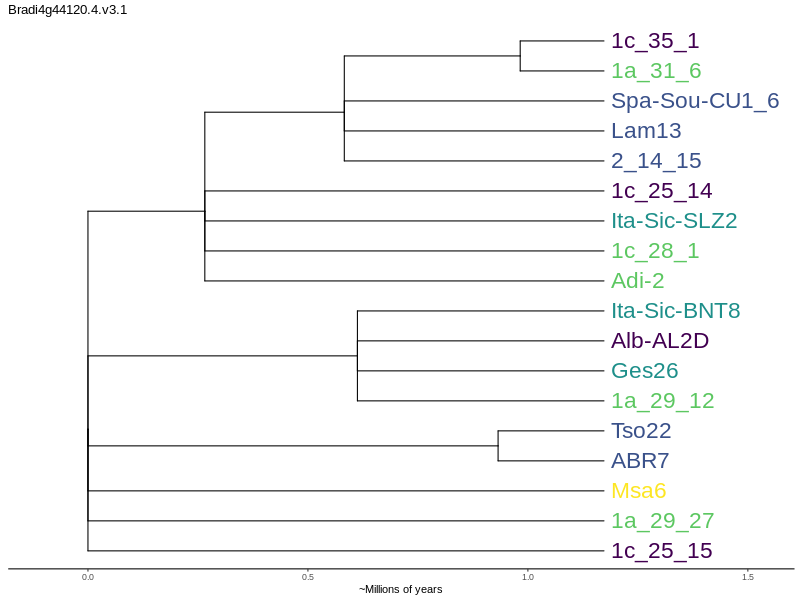 Bradi4g44120.4.v3.1
1c_35_1
1a_31_6
Spa-Sou-CU1_6
Lam13
2_14_15
1c_25_14
Ita-Sic-SLZ2
1c_28_1
Adi-2
Ita-Sic-BNT8
Alb-AL2D
Ges26
1a_29_12
Tso22
ABR7
Msa6
1a_29_27
1c_25_15
0.0 0.5 1.0 1.5
~Millions of years